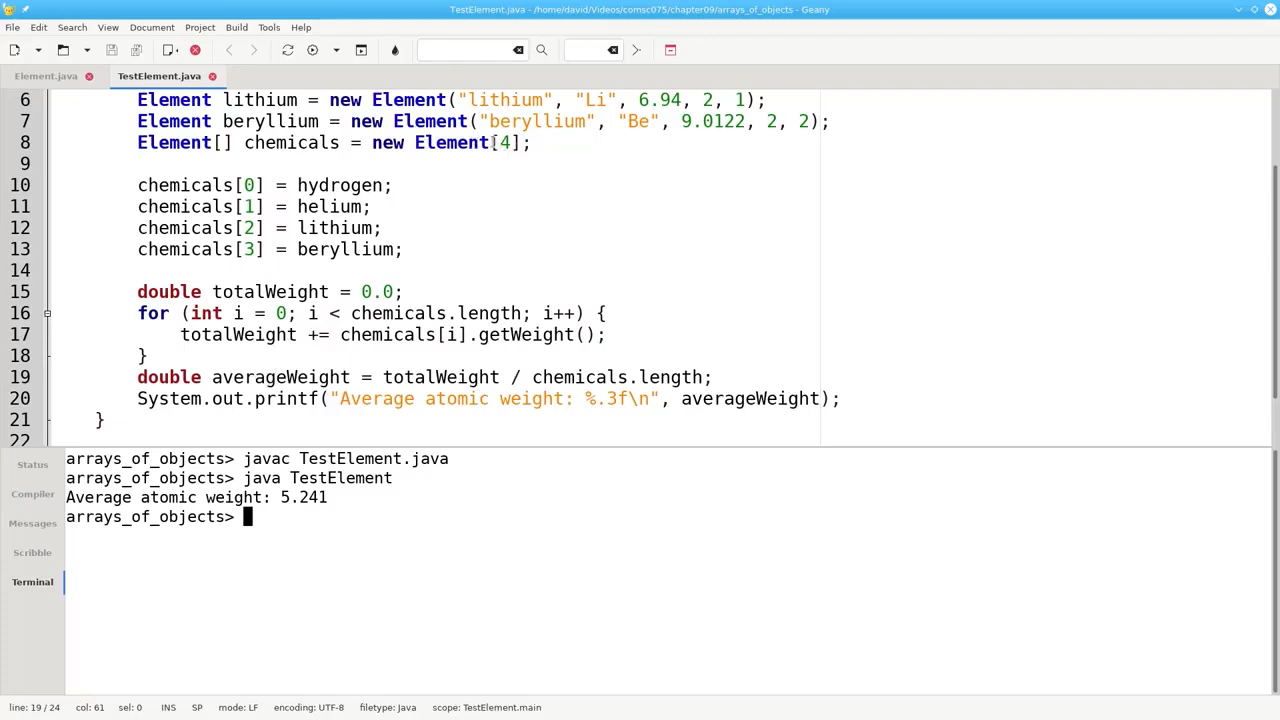 TestElement.java - /home/david/Videos/comsc075/chapter09/arrays_of_objects - Geany
File Edit Search View Document Project Build Tools Help
Element.java TestElement.java
6 Element lithium = new Element("lithium", "Li", 6.94, 2, 1);
7 Element beryllium = new Element("beryllium", "Be", 9.0122, 2, 2);
8 Element[] chemicals = new Element[4];
9
10 chemicals[0] = hydrogen;
11 chemicals[1] = helium;
12 chemicals[2] = lithium;
13 chemicals[3] = beryllium;
14
15 double totalWeight = 0.0;
16 for (int i = 0; i < chemicals.length; i++) {
17 totalWeight += chemicals[i].getWeight();
18 }
19 double averageWeight = totalWeight / chemicals.length;
20 System.out.printf("Average atomic weight: %.3f\n", averageWeight);
21 }
22
Status
Compiler
Messages
Scribble
Terminal
arrays_of_objects> javac TestElement.java
arrays_of_objects> java TestElement
Average atomic weight: 5.241
arrays_of_objects>
line: 19 / 24 col: 61 sel: 0 INS SP mode: LF encoding: UTF-8 filetype: Java scope: TestElement.main